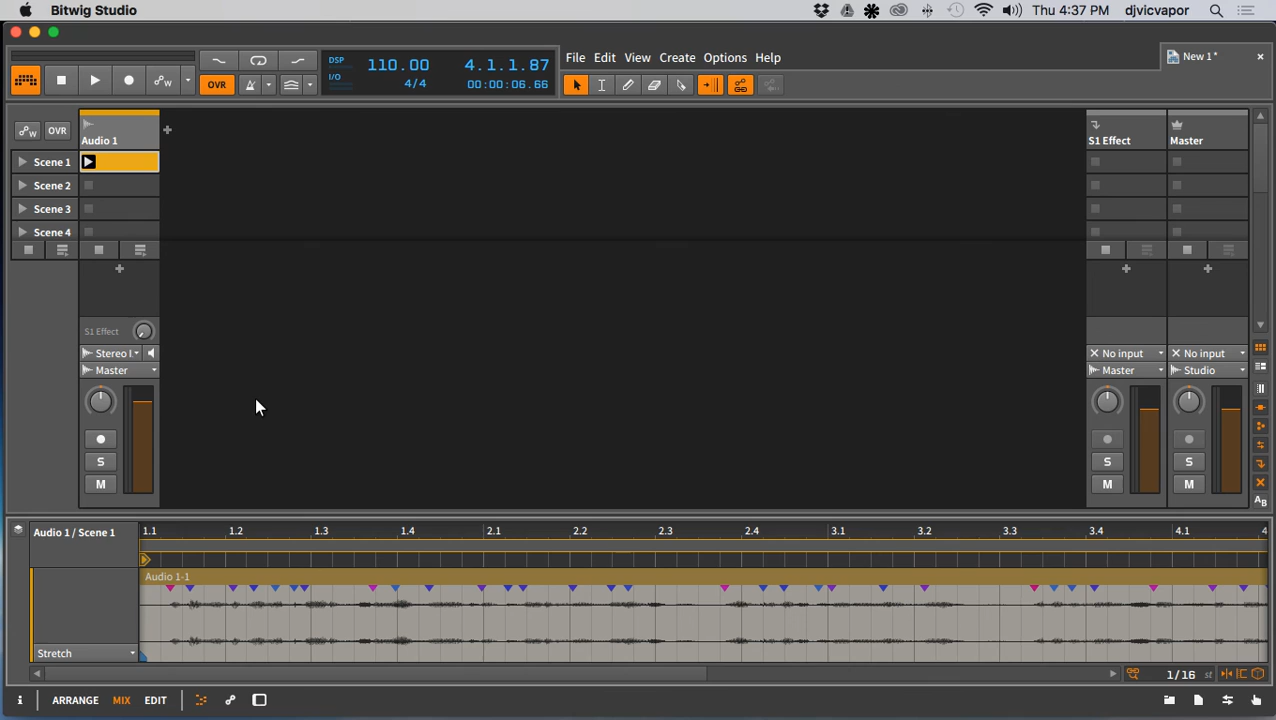 Bitwig Studio
Thu 4:37 PM djvicvapor
DSP 110.00 4.1.1.87
I/O 4/4 00:00:06.66
OVR
File Edit View Create Options Help
New 1*
OVR
Audio 1
S1 Effect
Master
Scene 1
Scene 2
Scene 3
Scene 4
S1 Effect
Stereo I
Master
No input
No input
Master
Studio
S
M
S
M
S
M
AB
Audio 1 / Scene 1
1.1 1.2 1.3 1.4 2.1 2.2 2.3 2.4 3.1 3.2 3.3 3.4 4.1 4
Audio 1-1
Stretch
1/16 st
i ARRANGE MIX EDIT